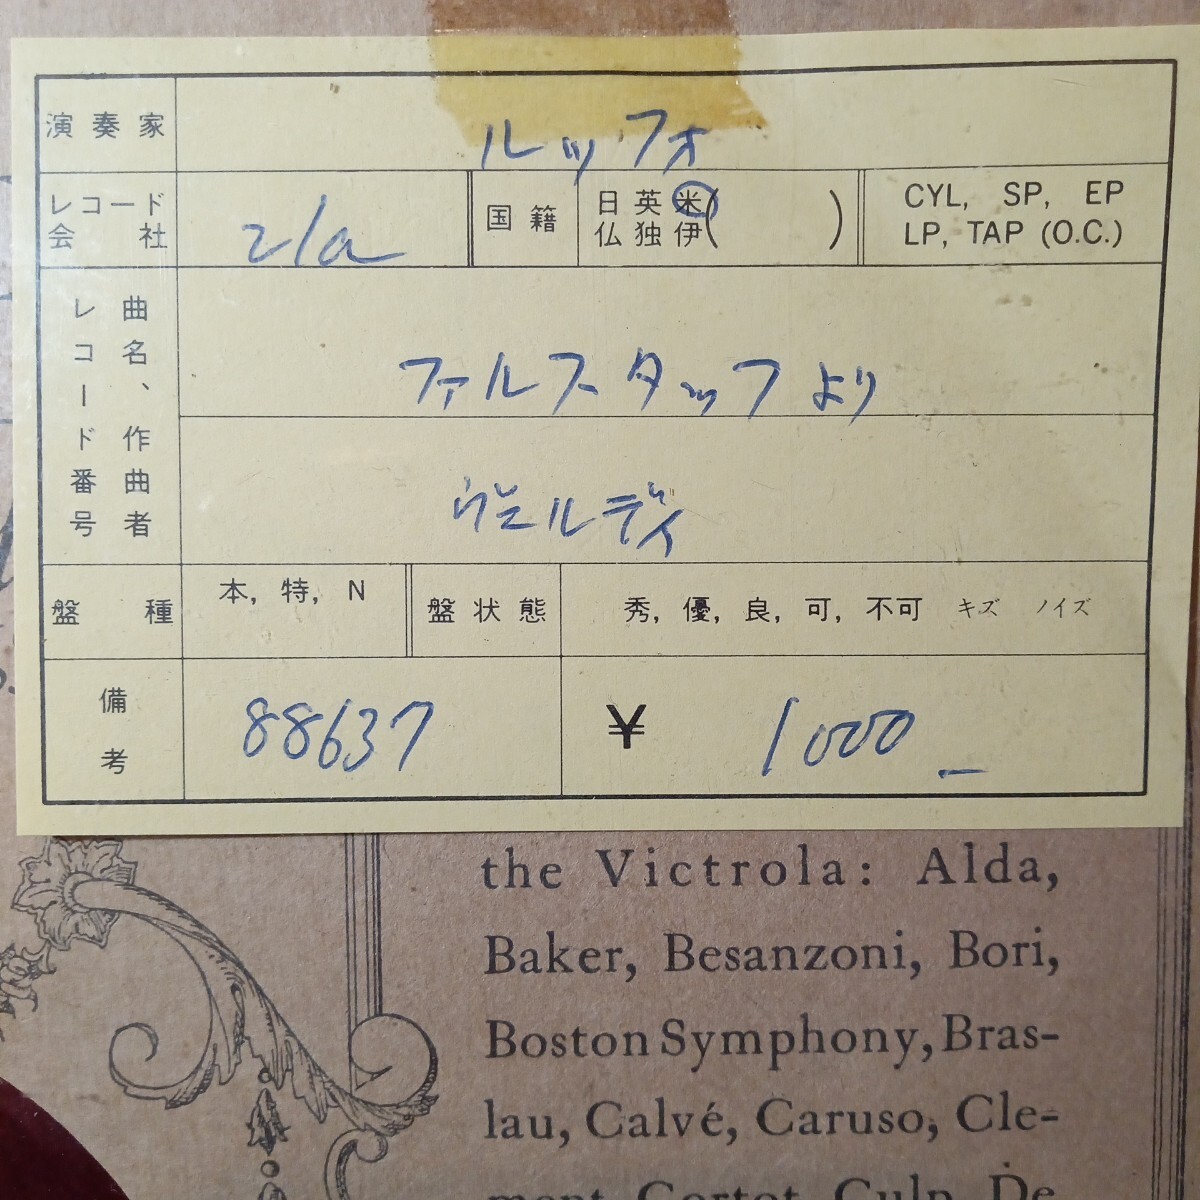 演奏家 ルッフォ
レコード会社
国籍 日 英 米 ( )
仏 独 伊
CYL, SP, EP
LP, TAP (O.C.)
曲名、作曲者
レコード番号
ファルスタッフより
ヴェルディ
盤種 本, 特, N
盤状態 秀, 優, 良, 可, 不可 キズ ノイズ
備考 88637
¥ 1000_
the Victrola: Alda,
Baker, Besanzoni, Bori,
Boston Symphony, Bras-
lau, Calvé, Caruso, Cle-
ment, Cortot, Culp, De